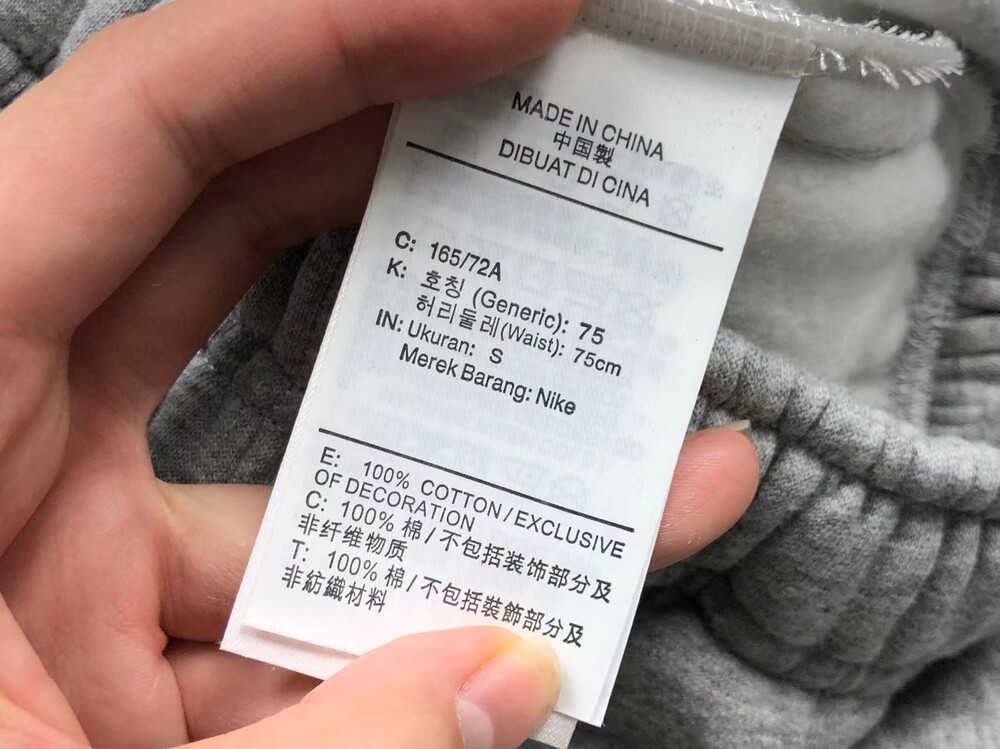 MADE IN CHINA
中国製
DIBUAT DI CINA
C: 165/72A
K: 호칭 (Generic): 75
허리둘레(Waist): 75cm
IN: Ukuran: S
Merek Barang: Nike
E: 100% COTTON/EXCLUSIVE
OF DECORATION
C: 100% 棉/不包括装饰部分及
非纤维物质
T: 100% 棉/不包括裝飾部分及
非紡織材料